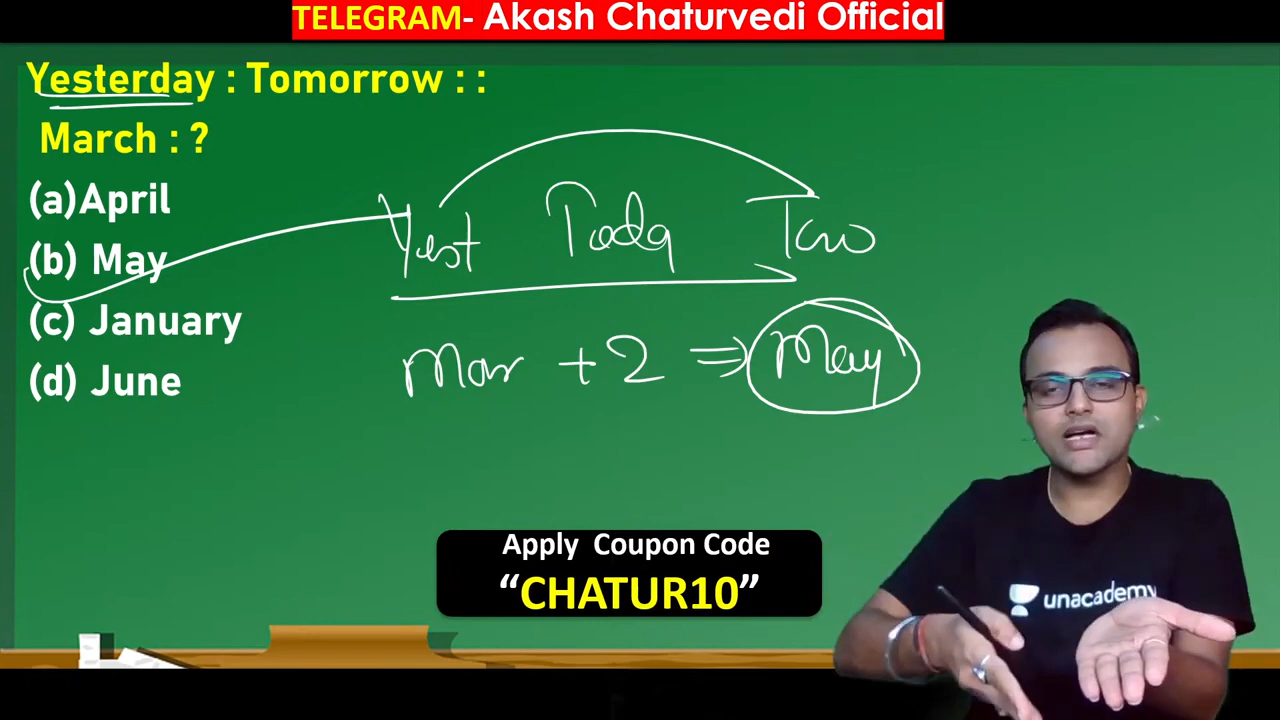 TELEGRAM- Akash Chaturvedi Official
Yesterday : Tomorrow : :
March : ?
(a)April
(b) May
(c) January
(d) June
Yest Toda Tow
Mar + 2 ⇒ May
Apply Coupon Code
“CHATUR10”
unacademy